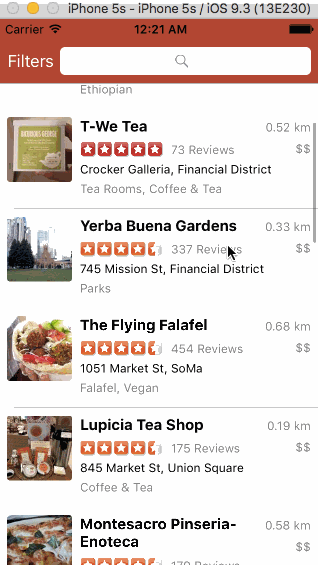 iPhone 5s - iPhone 5s / iOS 9.3 (13E230)
Carrier 12:21 AM
Filters
Ethiopian
T-We Tea 0.52 km
73 Reviews $$
Crocker Galleria, Financial District
Tea Rooms, Coffee & Tea
Yerba Buena Gardens 0.33 km
337 Reviews $$
745 Mission St, Financial District
Parks
The Flying Falafel 0.68 km
454 Reviews $$
1051 Market St, SoMa
Falafel, Vegan
Lupicia Tea Shop 0.19 km
175 Reviews $$
845 Market St, Union Square
Coffee & Tea
Montesacro Pinseria- 0.58 km
Enoteca $$